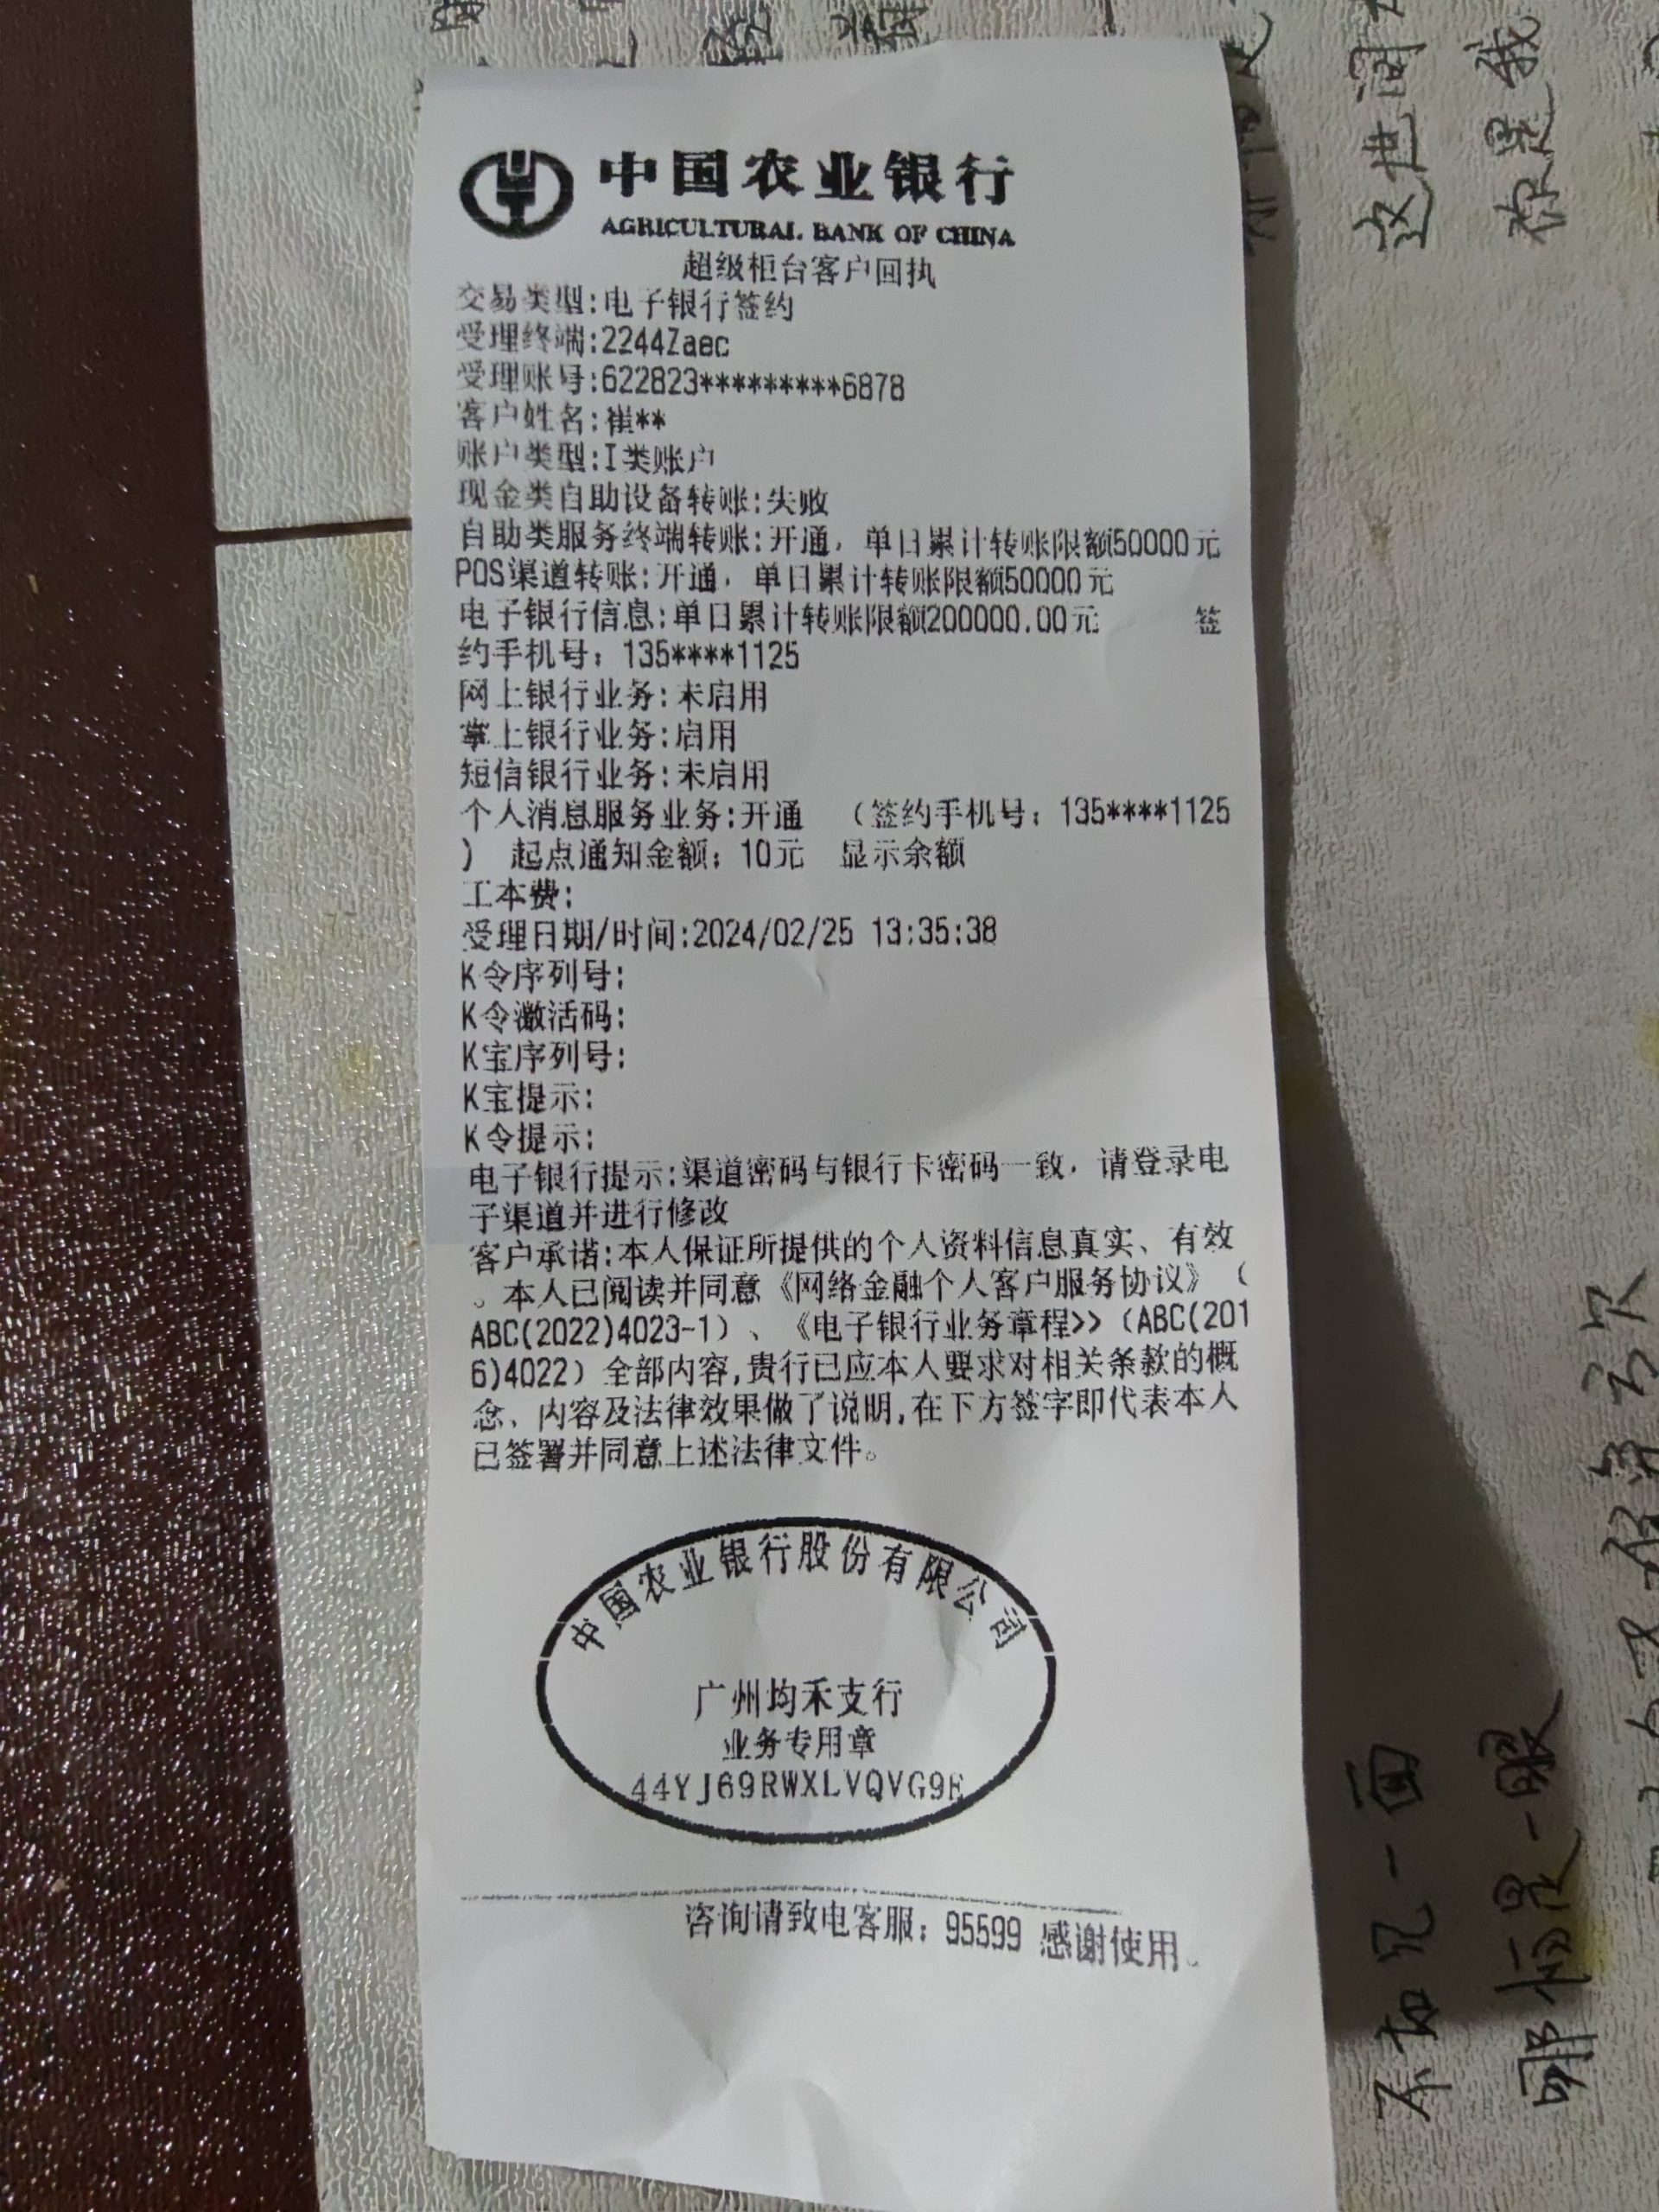 中国农业银行
AGRICULTURAL BANK OF CHINA
超级柜台客户回执
交易类型:电子银行签约
受理终端:2244Zaec
受理账号:622823*********6878
客户姓名:崔**
账户类型:I类账户
现金类自助设备转账:失败
自助类服务终端转账:开通，单日累计转账限额50000元
POS渠道转账:开通，单日累计转账限额50000元
电子银行信息:单日累计转账限额200000.00元 签
约手机号：135****1125
网上银行业务:未启用
掌上银行业务:启用
短信银行业务:未启用
个人消息服务业务:开通 （签约手机号：135****1125
） 起点通知金额：10元 显示余额
工本费:
受理日期/时间:2024/02/25 13:35:38
K令序列号:
K令激活码:
K宝序列号:
K宝提示:
K令提示:
电子银行提示:渠道密码与银行卡密码一致，请登录电
子渠道并进行修改
客户承诺:本人保证所提供的个人资料信息真实、有效
。本人已阅读并同意《网络金融个人客户服务协议》（
ABC(2022)4023-1）、《电子银行业务章程>>（ABC(201
6)4022）全部内容,贵行已应本人要求对相关条款的概
念、内容及法律效果做了说明,在下方签字即代表本人
已签署并同意上述法律文件。
中国农业银行股份有限公司
广州均禾支行
业务专用章
44YJ69RWXLVQVG9E
咨询请致电客服：95599 感谢使用。
这世间
你是我
不如见一面
哪怕是一眼